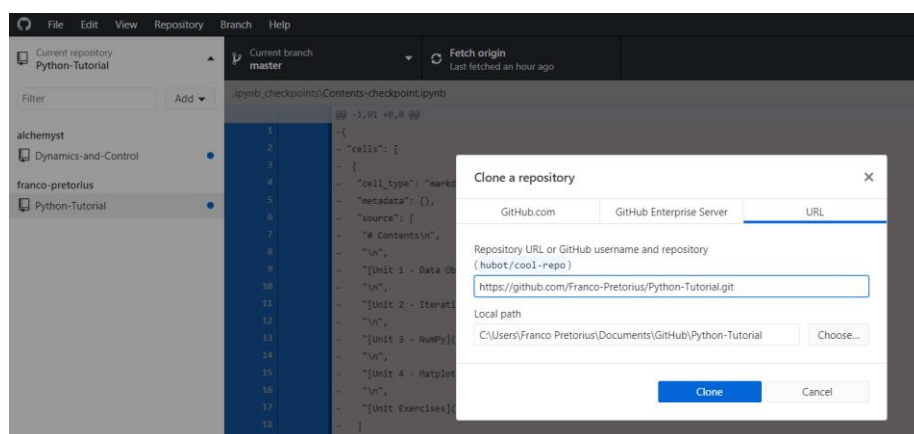 File Edit View Repository Branch Help
Current repository
Python-Tutorial
Current branch
master
Fetch origin
Last fetched an hour ago
Filter
Add
.ipynb_checkpoints\Contents-checkpoint.ipynb
@@ -1,91 +0,0 @@
alchemyst
Dynamics-and-Control
franco-pretorius
Python-Tutorial
1 -{
2 - "cells": [
3 - {
4 - "cell_type": "markd
5 - "metadata": {},
6 - "source": [
7 - "# Contents\n",
8 - "\n",
9 - "[Unit 1 - Data Ob
10 - "\n",
11 - "[Unit 2 - Iterati
12 - "\n",
13 - "[Unit 3 - NumPy](
14 - "\n",
15 - "[Unit 4 - Matplot
16 - "\n",
17 - "[Unit Exercises](
18 - ]
Clone a repository
GitHub.com GitHub Enterprise Server URL
Repository URL or GitHub username and repository
(hubot/cool-repo)
https://github.com/Franco-Pretorius/Python-Tutorial.git
Local path
C:\Users\Franco Pretorius\Documents\GitHub\Python-Tutorial
Choose...
Clone Cancel